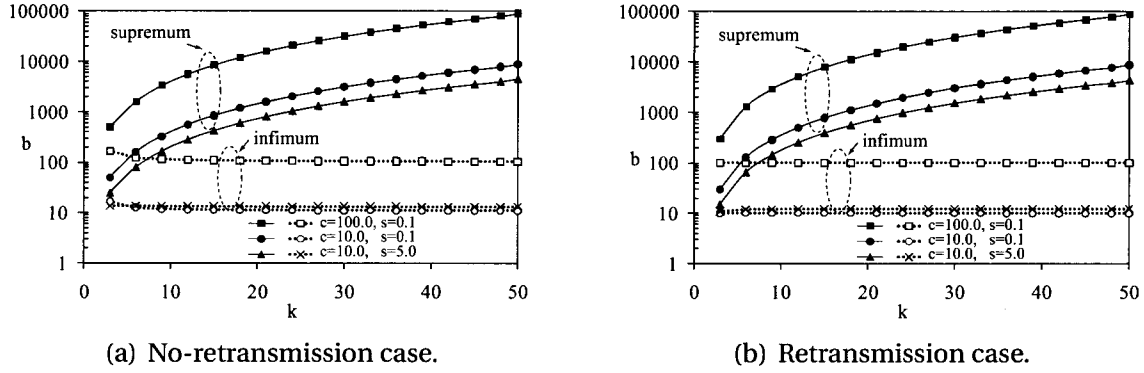 100000
10000
1000
b
100
10
1
supremum
infimum
c=100.0, s=0.1
c=10.0, s=0.1
c=10.0, s=5.0
0 10 20 30 40 50
k
(a) No-retransmission case.
100000
10000
1000
b
100
10
1
supremum
infimum
c=100.0, s=0.1
c=10.0, s=0.1
c=10.0, s=5.0
0 10 20 30 40 50
k
(b) Retransmission case.